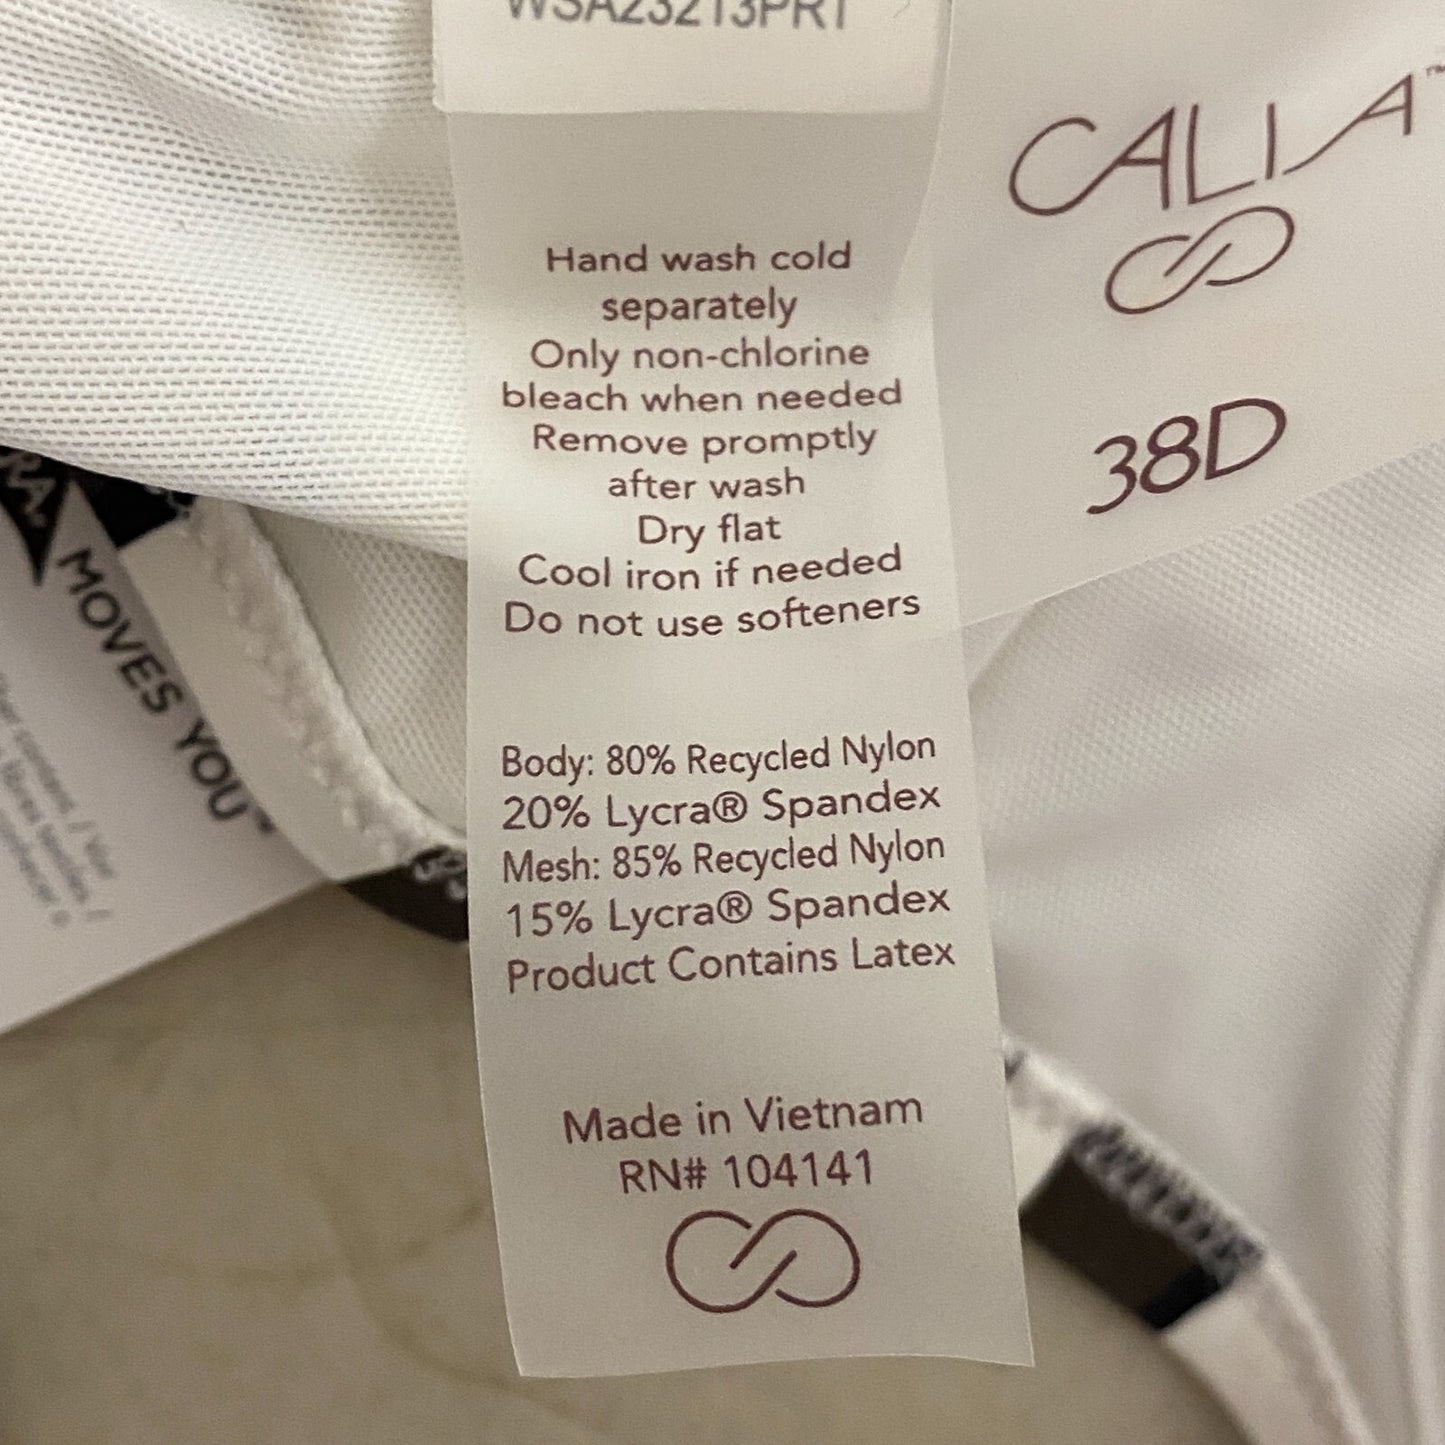 WSA23213PRT
CALIA™
38D
Hand wash cold
separately
Only non-chlorine
bleach when needed
Remove promptly
after wash
Dry flat
Cool iron if needed
Do not use softeners
Body: 80% Recycled Nylon
20% Lycra® Spandex
Mesh: 85% Recycled Nylon
15% Lycra® Spandex
Product Contains Latex
Made in Vietnam
RN# 104141
MOVES YOU™